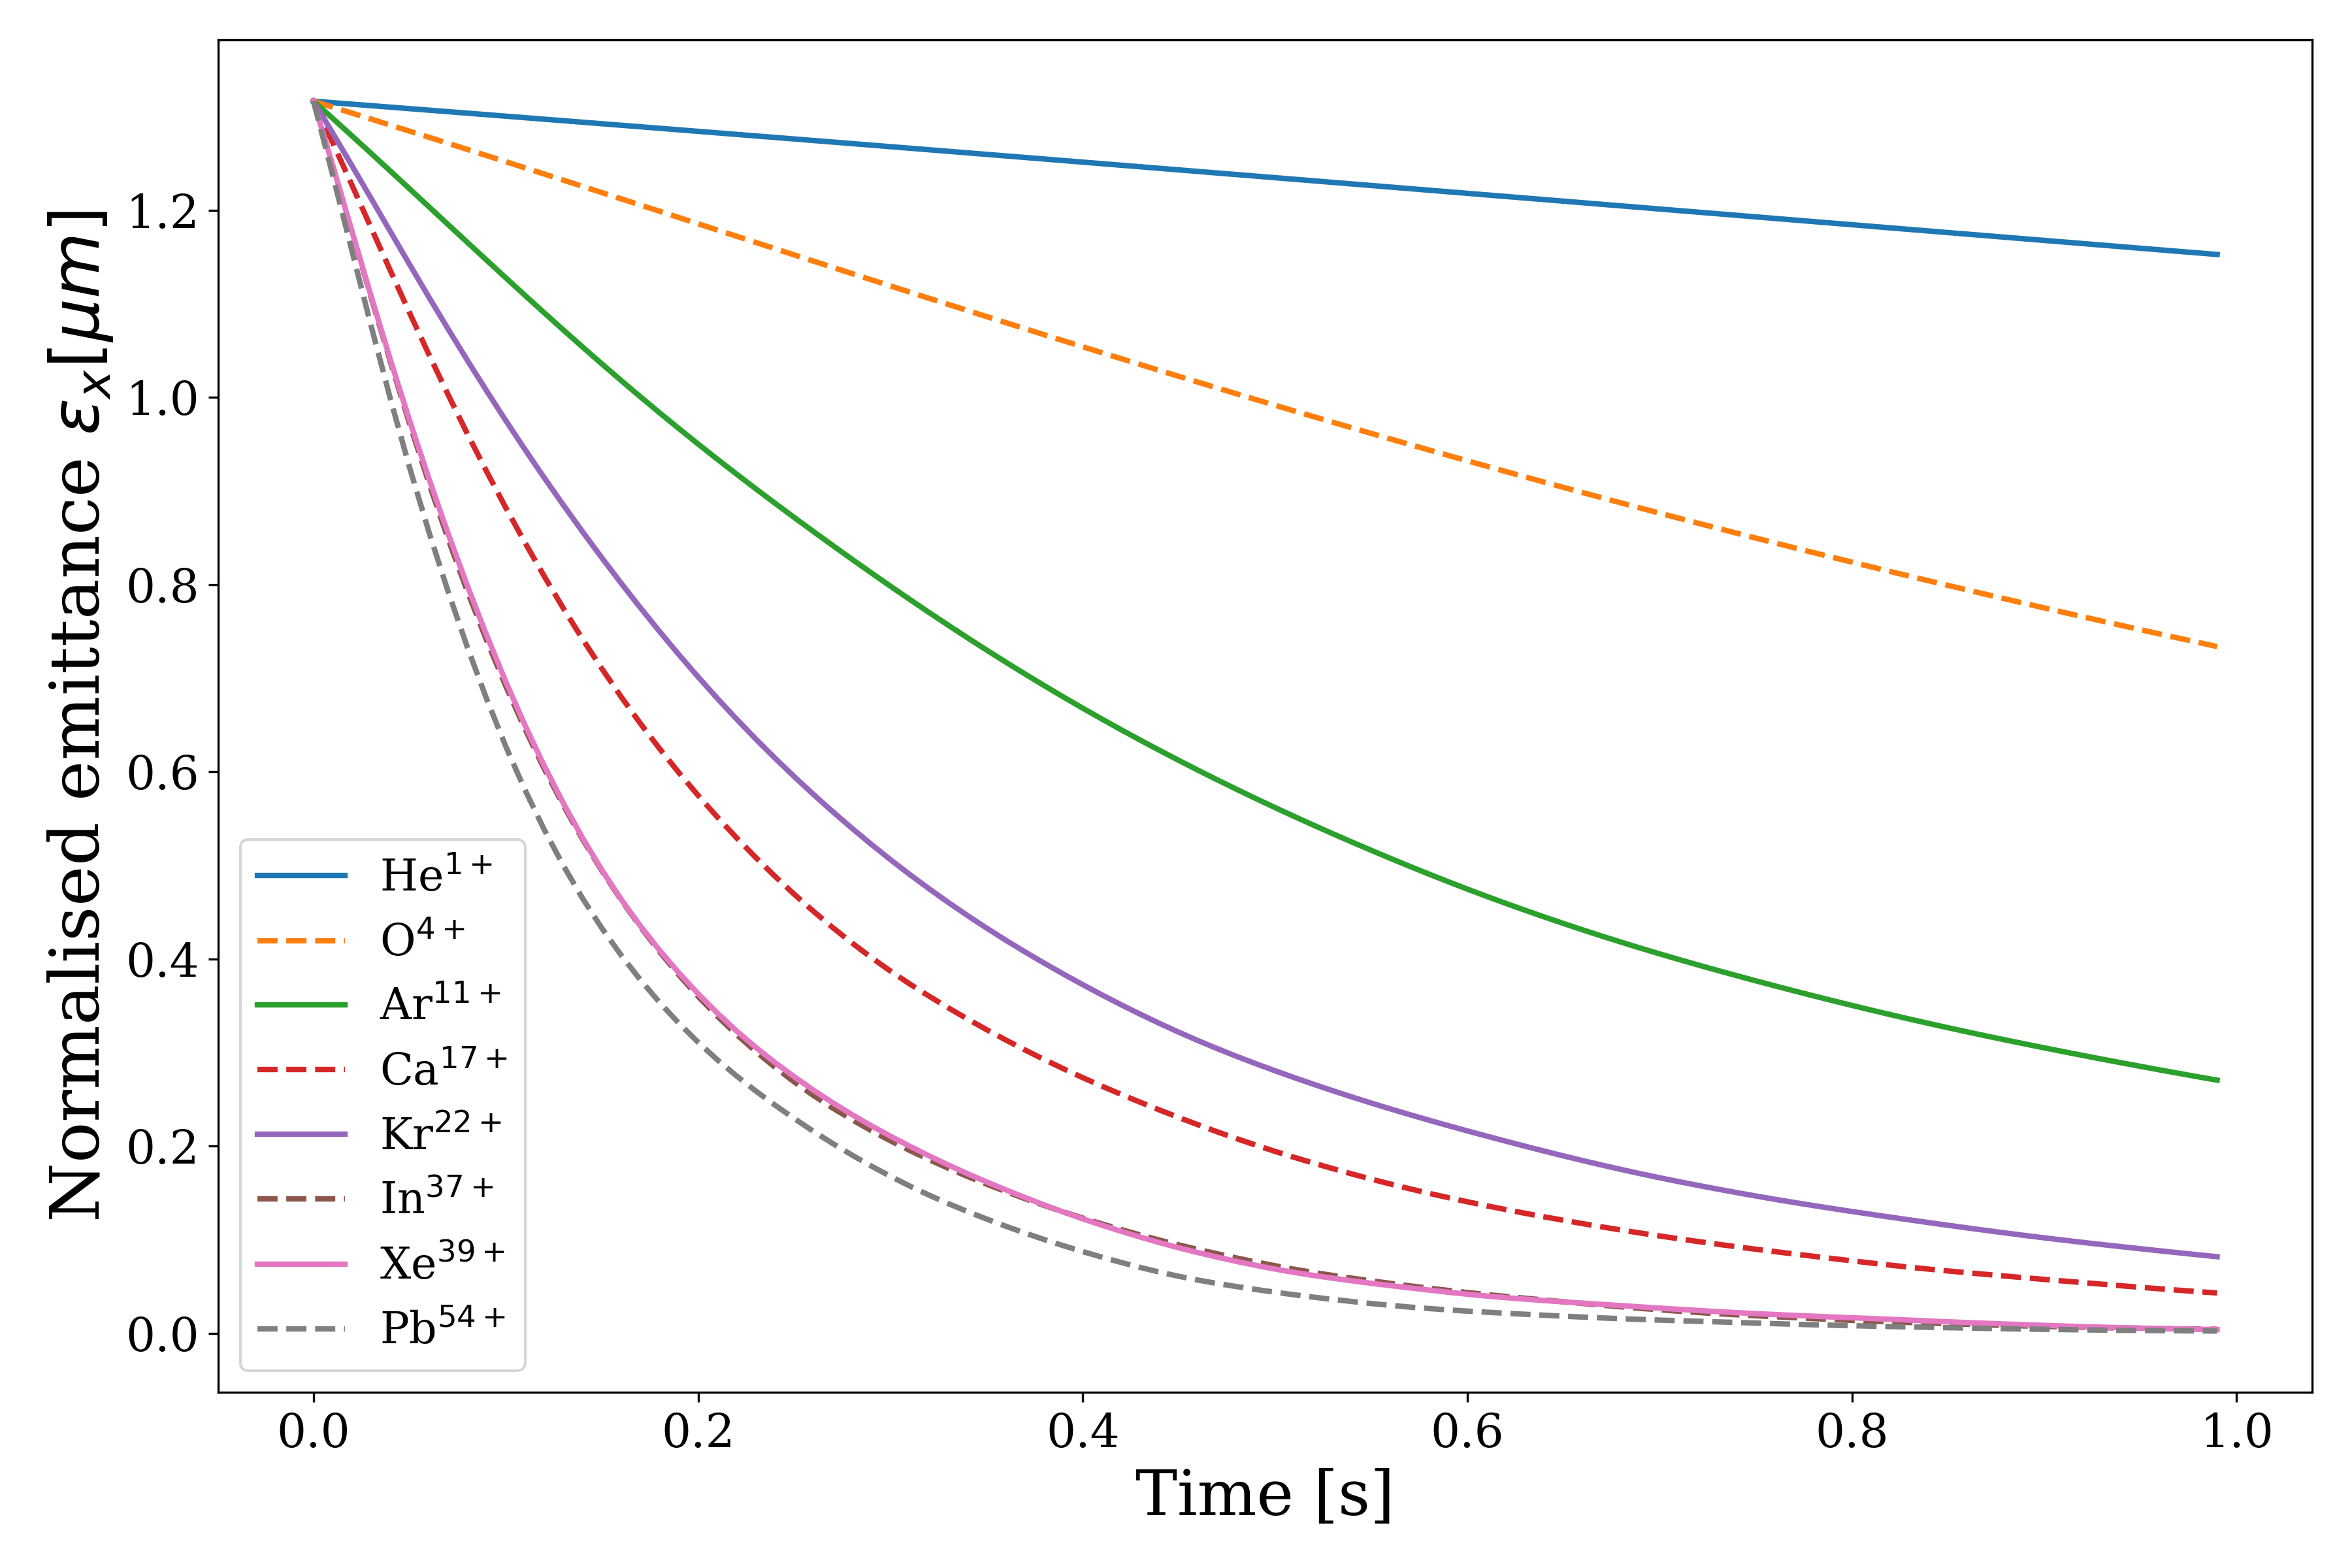 Normalised emittance εₓ[μm]
1.2
1.0
0.8
0.6
0.4
0.2
0.0
He¹⁺
O⁴⁺
Ar¹¹⁺
Ca¹⁷⁺
Kr²²⁺
In³⁷⁺
Xe³⁹⁺
Pb⁵⁴⁺
0.0 0.2 0.4 0.6 0.8 1.0
Time [s]